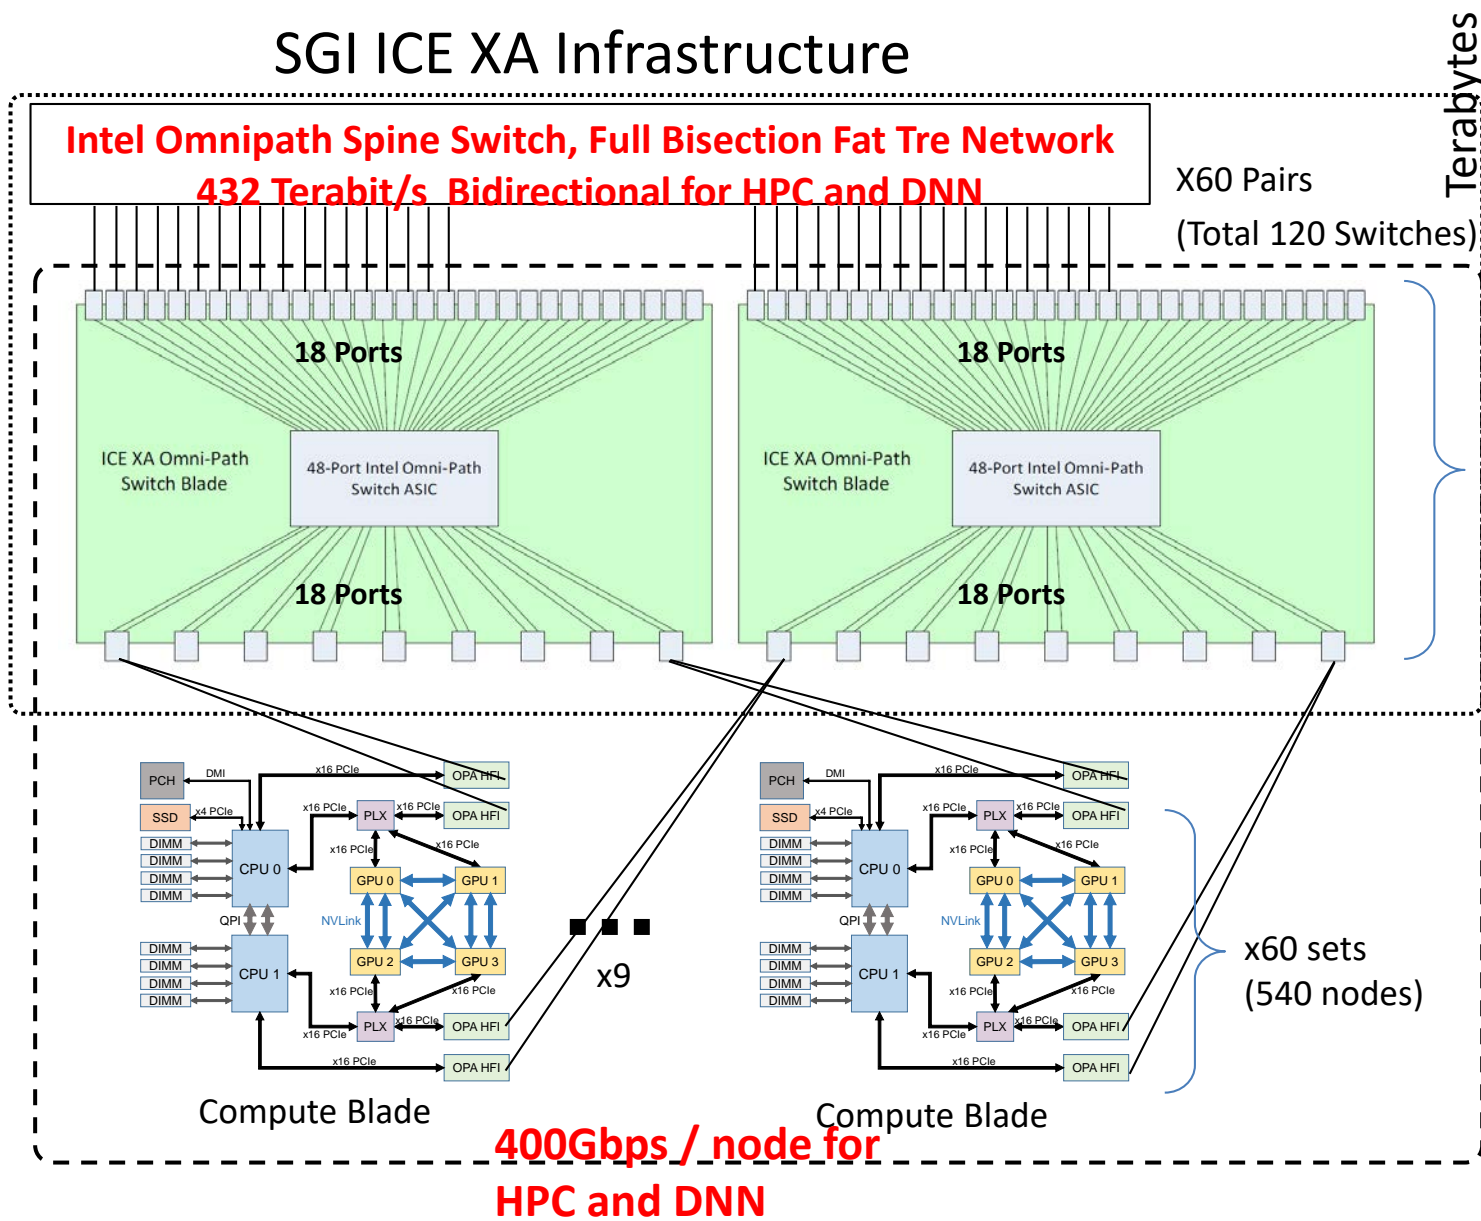 SGI ICE XA Infrastructure
Terabytes
Intel Omnipath Spine Switch, Full Bisection Fat Tre Network
432 Terabit/s Bidirectional for HPC and DNN
X60 Pairs
(Total 120 Switches)
18 Ports
18 Ports
ICE XA Omni-Path
Switch Blade
48-Port Intel Omni-Path
Switch ASIC
ICE XA Omni-Path
Switch Blade
48-Port Intel Omni-Path
Switch ASIC
18 Ports
18 Ports
PCH
DMI
x16 PCIe
OPA HFI
SSD
x4 PCIe
x16 PCIe
PLX
x16 PCIe
OPA HFI
DIMM
DIMM
DIMM
DIMM
CPU 0
x16 PCIe
x16 PCIe
GPU 0
GPU 1
QPI
NVLink
DIMM
DIMM
DIMM
DIMM
CPU 1
GPU 2
GPU 3
x16 PCIe
x16 PCIe
x16 PCIe
PLX
x16 PCIe
OPA HFI
x16 PCIe
OPA HFI
Compute Blade
x9
PCH
DMI
x16 PCIe
OPA HFI
SSD
x4 PCIe
x16 PCIe
PLX
x16 PCIe
OPA HFI
DIMM
DIMM
DIMM
DIMM
CPU 0
x16 PCIe
x16 PCIe
GPU 0
GPU 1
QPI
NVLink
DIMM
DIMM
DIMM
DIMM
CPU 1
GPU 2
GPU 3
x16 PCIe
x16 PCIe
x16 PCIe
PLX
x16 PCIe
OPA HFI
x16 PCIe
OPA HFI
Compute Blade
x60 sets
(540 nodes)
400Gbps / node for
HPC and DNN